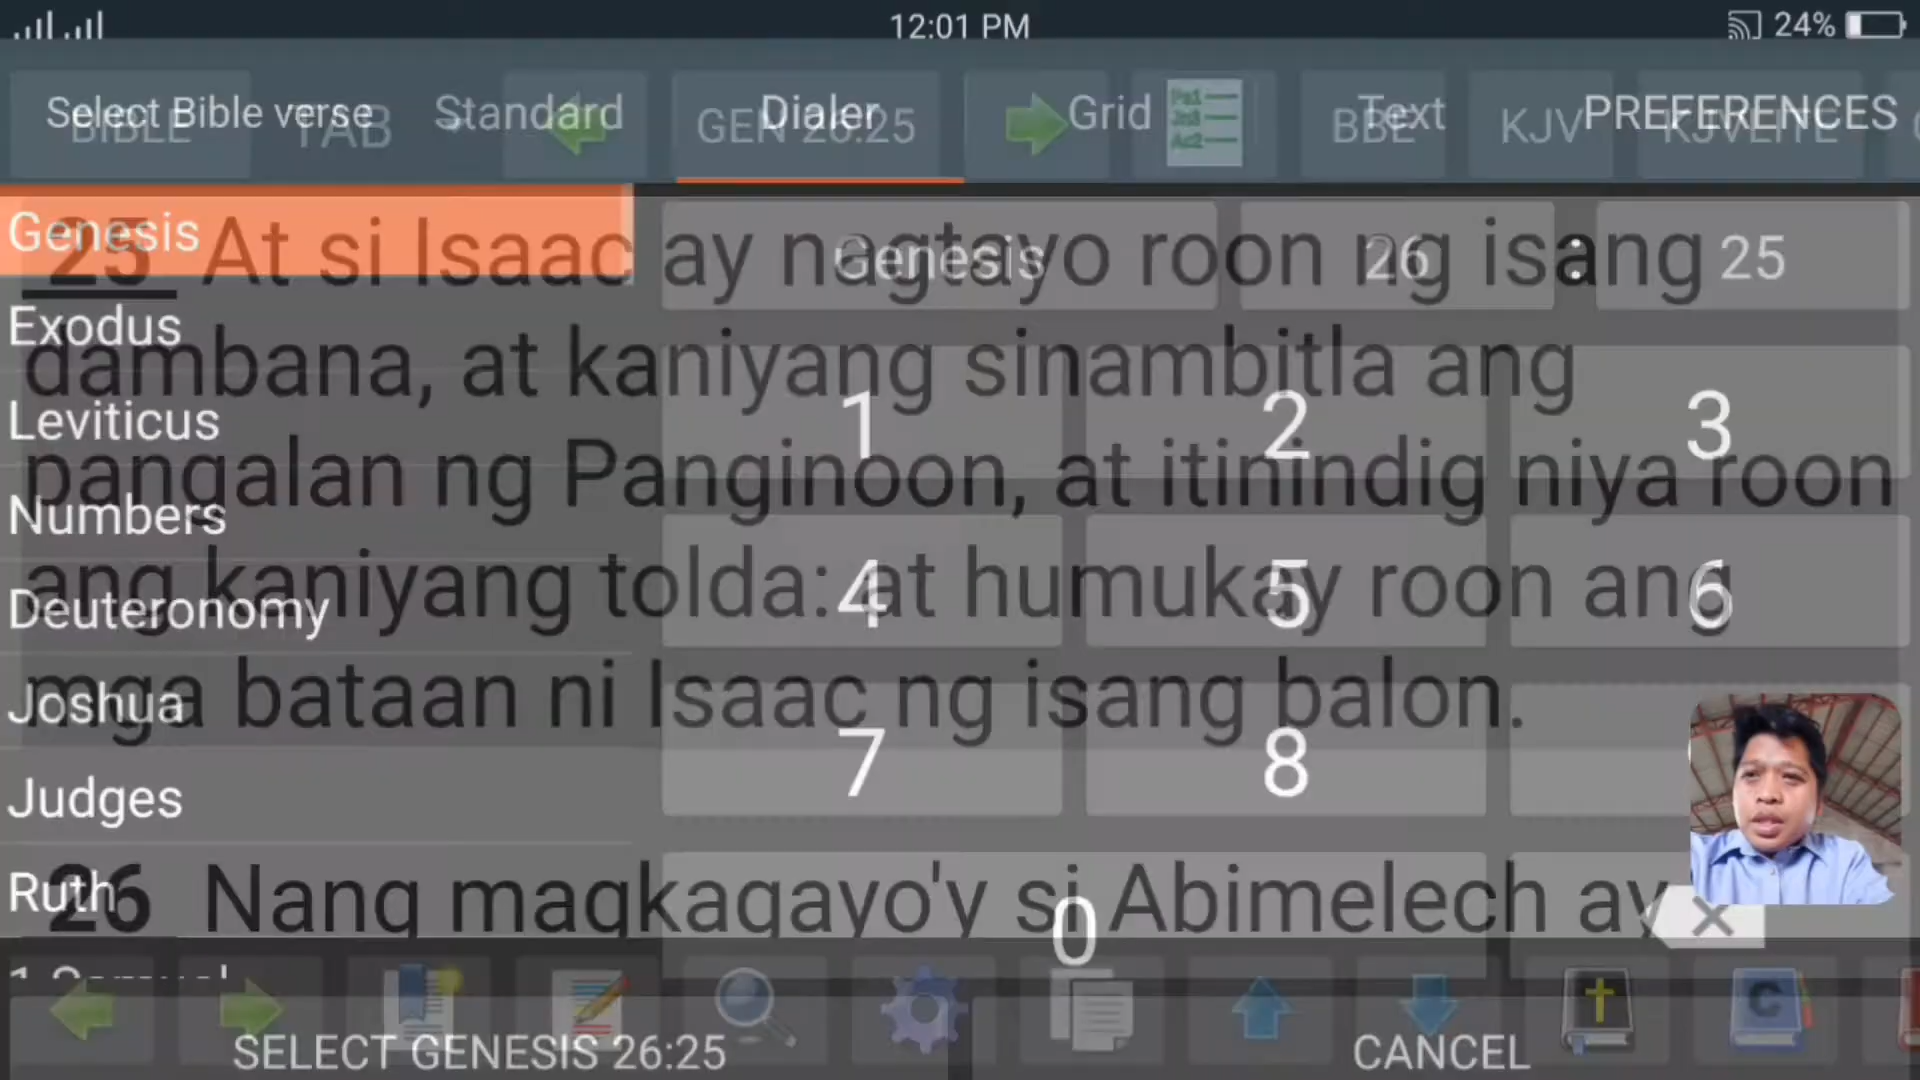 12:01 PM
24%
Select Bible verse
Standard
Dialer
Grid
Text
PREFERENCES
BIBLE
TAB
GEN 26:25
BBE
KJV
KJVLITE
Genesis
Exodus
Leviticus
Numbers
Deuteronomy
Joshua
Judges
Ruth
1 Samuel
Genesis
26
:
25
1
2
3
4
5
6
7
8
0
25 At si Isaac ay nagtayo roon ng isang
dambana, at kaniyang sinambitla ang
pangalan ng Panginoon, at itinindig niya roon
ang kaniyang tolda: at humukay roon ang
mga bataan ni Isaac ng isang balon.
26 Nang magkagayo'y si Abimelech ay
SELECT GENESIS 26:25
CANCEL